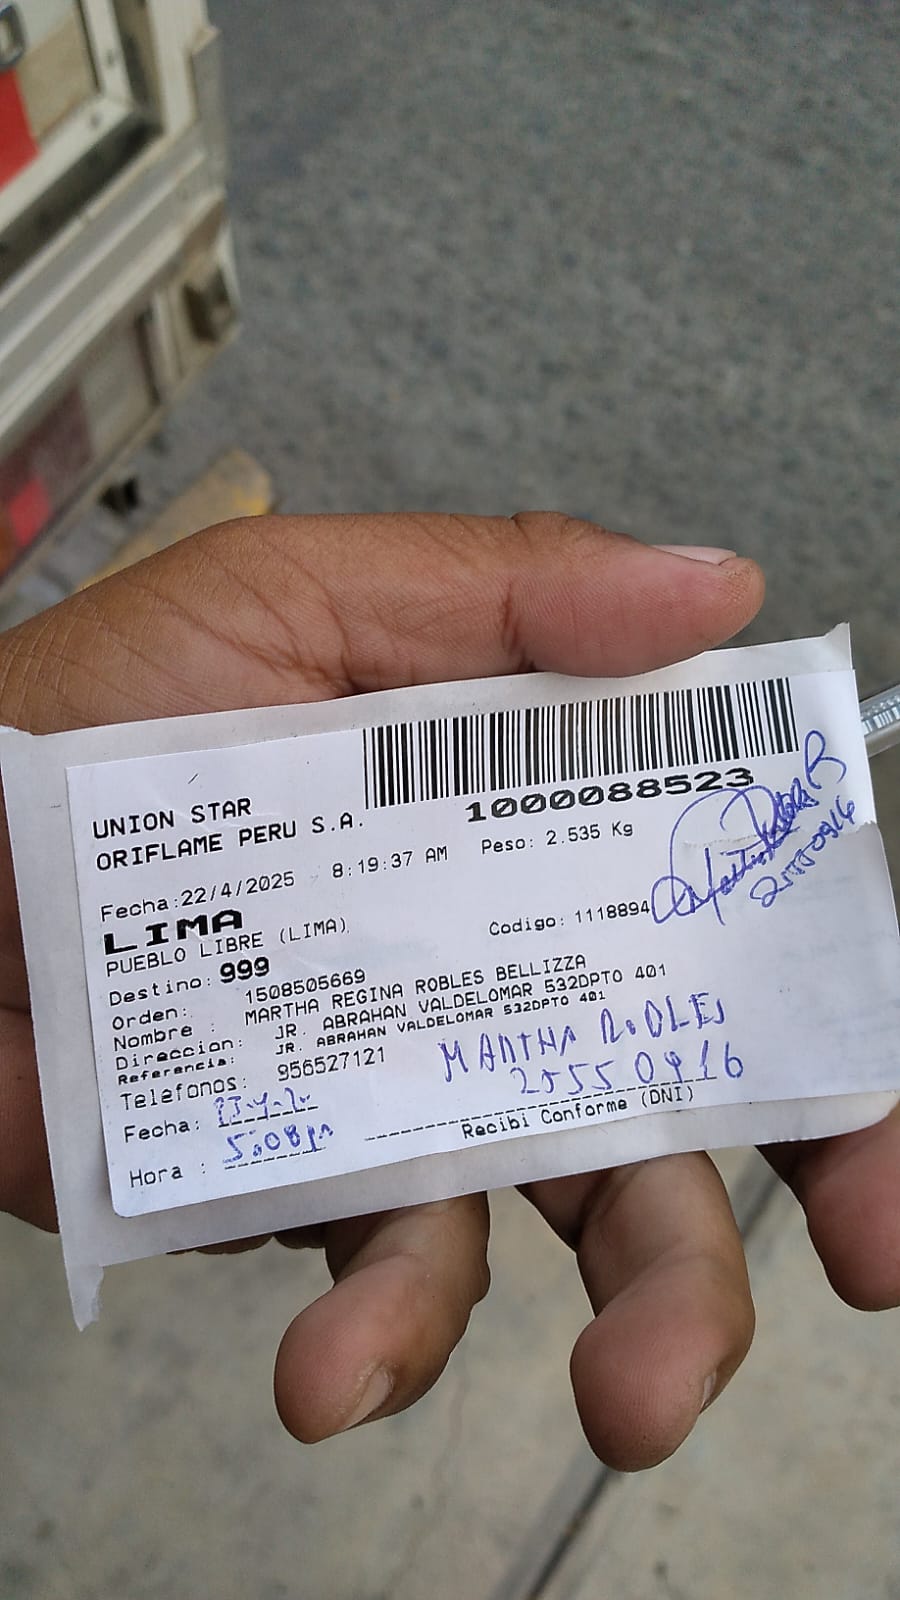 1000088523
UNION STAR
ORIFLAME PERU S.A.
Fecha:22/4/2025 8:19:37 AM Peso: 2.535 Kg
LIMA
PUEBLO LIBRE (LIMA) Codigo: 1118894
Destino: 999
Orden: 1508505669
Nombre : MARTHA REGINA ROBLES BELLIZZA
Direccion: JR. ABRAHAN VALDELOMAR 532DPTO 401
Referencia: JR. ABRAHAN VALDELOMAR 532DPTO 401
Telefonos: 956527121
MARTHA ROBLES
25550916
Fecha:
Hora : 5:08pm
Recibi Conforme (DNI)